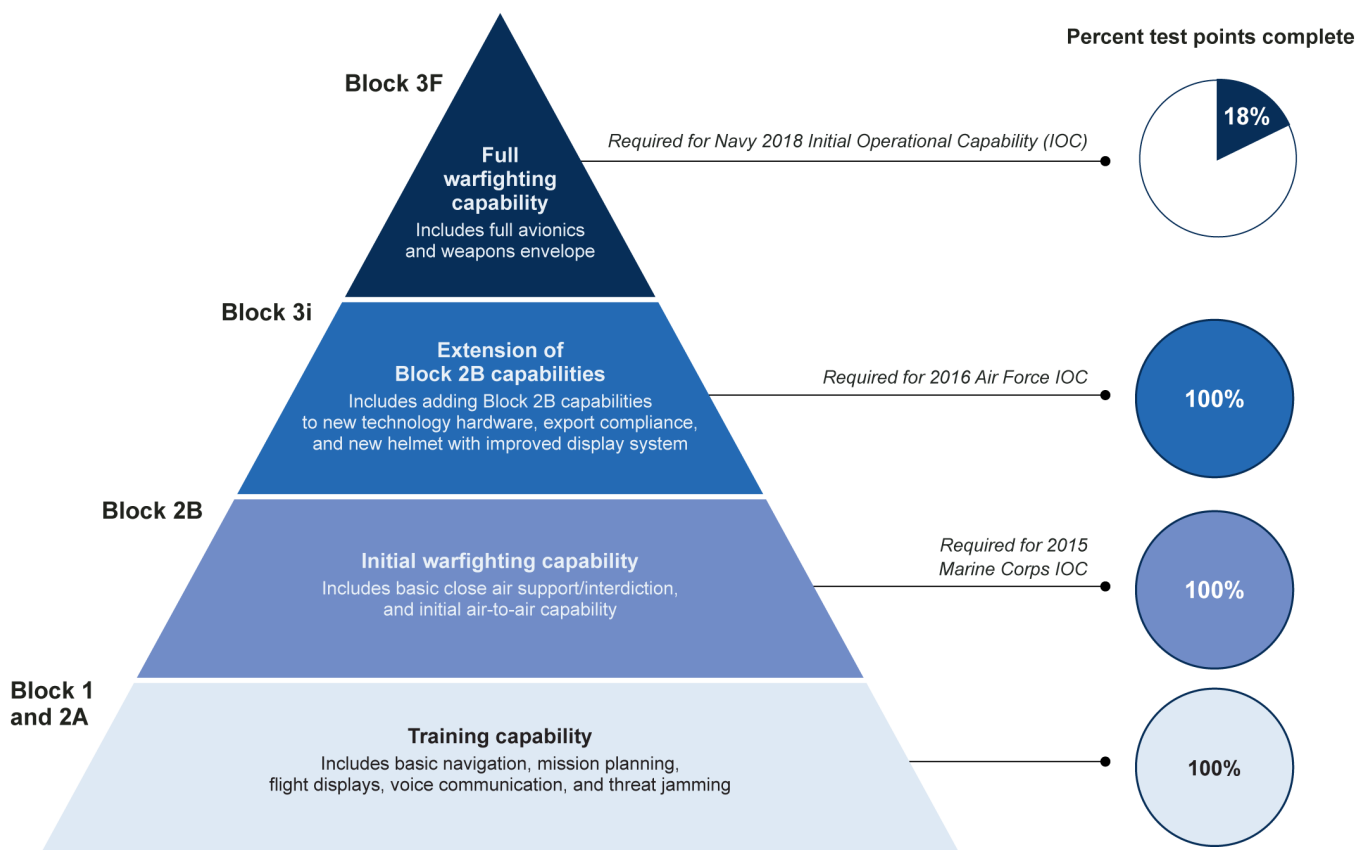 Percent test points complete
Block 3F
Full
warfighting
capability
Includes full avionics
and weapons envelope
Required for Navy 2018 Initial Operational Capability (IOC)
18%
Block 3i
Extension of
Block 2B capabilities
Includes adding Block 2B capabilities
to new technology hardware, export compliance,
and new helmet with improved display system
Required for 2016 Air Force IOC
100%
Block 2B
Initial warfighting capability
Includes basic close air support/interdiction,
and initial air-to-air capability
Required for 2015
Marine Corps IOC
100%
Block 1
and 2A
Training capability
Includes basic navigation, mission planning,
flight displays, voice communication, and threat jamming
100%